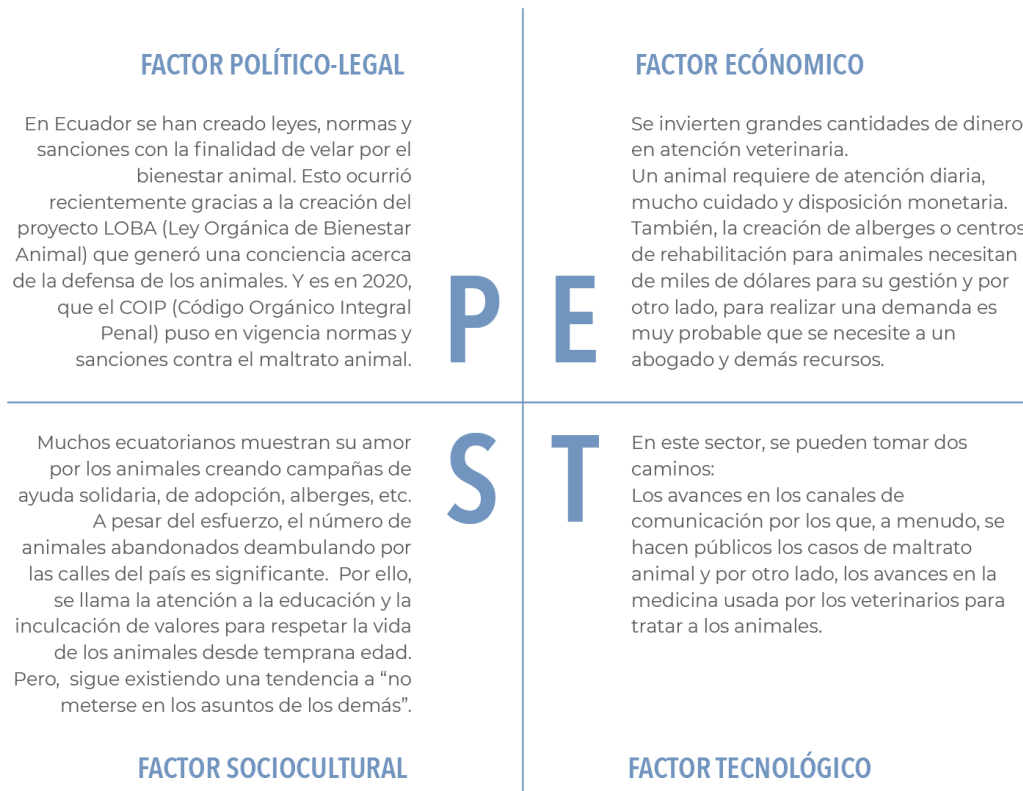 FACTOR POLÍTICO-LEGAL
En Ecuador se han creado leyes, normas y
sanciones con la finalidad de velar por el
bienestar animal. Esto ocurrió
recientemente gracias a la creación del
proyecto LOBA (Ley Orgánica de Bienestar
Animal) que generó una conciencia acerca
de la defensa de los animales. Y es en 2020,
que el COIP (Código Orgánico Integral
Penal) puso en vigencia normas y
sanciones contra el maltrato animal.
P
FACTOR ECÓNOMICO
Se invierten grandes cantidades de dinero
en atención veterinaria.
Un animal requiere de atención diaria,
mucho cuidado y disposición monetaria.
También, la creación de alberges o centros
de rehabilitación para animales necesitan
de miles de dólares para su gestión y por
otro lado, para realizar una demanda es
muy probable que se necesite a un
abogado y demás recursos.
E
Muchos ecuatorianos muestran su amor
por los animales creando campañas de
ayuda solidaria, de adopción, alberges, etc.
A pesar del esfuerzo, el número de
animales abandonados deambulando por
las calles del país es significante. Por ello,
se llama la atención a la educación y la
inculcación de valores para respetar la vida
de los animales desde temprana edad.
Pero, sigue existiendo una tendencia a “no
meterse en los asuntos de los demás”.
S
FACTOR SOCIOCULTURAL
T
En este sector, se pueden tomar dos
caminos:
Los avances en los canales de
comunicación por los que, a menudo, se
hacen públicos los casos de maltrato
animal y por otro lado, los avances en la
medicina usada por los veterinarios para
tratar a los animales.
FACTOR TECNOLÓGICO